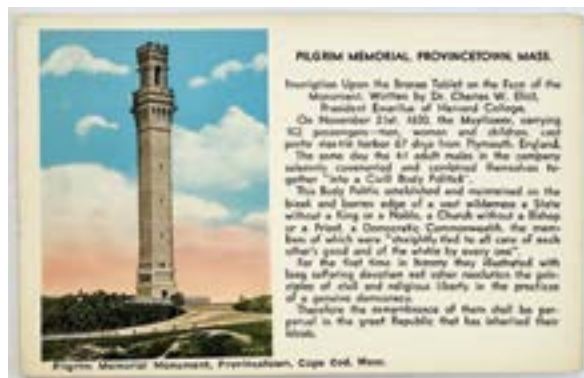 PILGRIM MEMORIAL, PROVINCETOWN, MASS.
Inscription Upon the Bronze Tablet on the Face of the
Monument. Written by Dr. Charles W. Eliot,
President Emeritus of Harvard College.
On November 21st, 1620, the Mayflower, carrying
102 passengers, men, women and children, cast
anchor in this harbor 67 days from Plymouth, England.
The same day the 41 adult males in the company
solemnly covenanted and combined themselves to-
gether "into a Civill Body Politick".
This Body Politic established and maintained on the
bleak and barren edge of a vast wilderness a State
without a King or a Noble, a Church without a Bishop
or a Priest, a Democratic Commonwealth, the mem-
bers of which were "straightly tied to all care of each
other's good and of the whole by every one".
For the first time in history they illustrated with
long suffering devotion and sober resolution the prin-
ciples of civil and religious liberty in the practices
of a genuine democracy.
Therefore the remembrance of them shall be per-
petual in the great Republic that has inherited their
ideals.
Pilgrim Memorial Monument, Provincetown, Cape Cod, Mass.